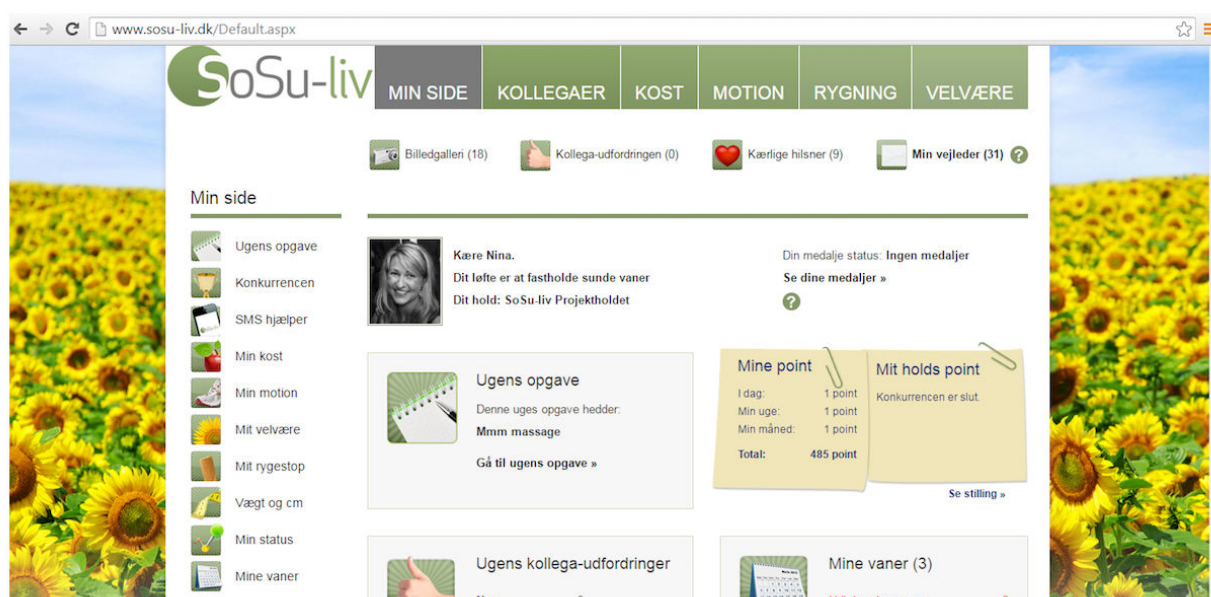 www.sosu-liv.dk/Default.aspx
SoSu-liv
MIN SIDE
KOLLEGAER
KOST
MOTION
RYGNING
VELVÆRE
Billedgalleri (18)
Kollega-udfordringen (0)
Kærlige hilsner (9)
Min vejleder (31)
?
Min side
Ugens opgave
Konkurrencen
SMS hjælper
Min kost
Min motion
Mit velvære
Mit rygestop
Vægt og cm
Min status
Mine vaner
Kære Nina.
Dit løfte er at fastholde sunde vaner
Dit hold: SoSu-liv Projektholdet
Din medalje status: Ingen medaljer
Se dine medaljer »
?
Ugens opgave
Denne uges opgave hedder:
Mmm massage
Gå til ugens opgave »
Mine point
I dag: 1 point
Min uge: 1 point
Min måned: 1 point
Total: 485 point
Mit holds point
Konkurrencen er slut.
Se stilling »
Ugens kollega-udfordringer
Mine vaner (3)